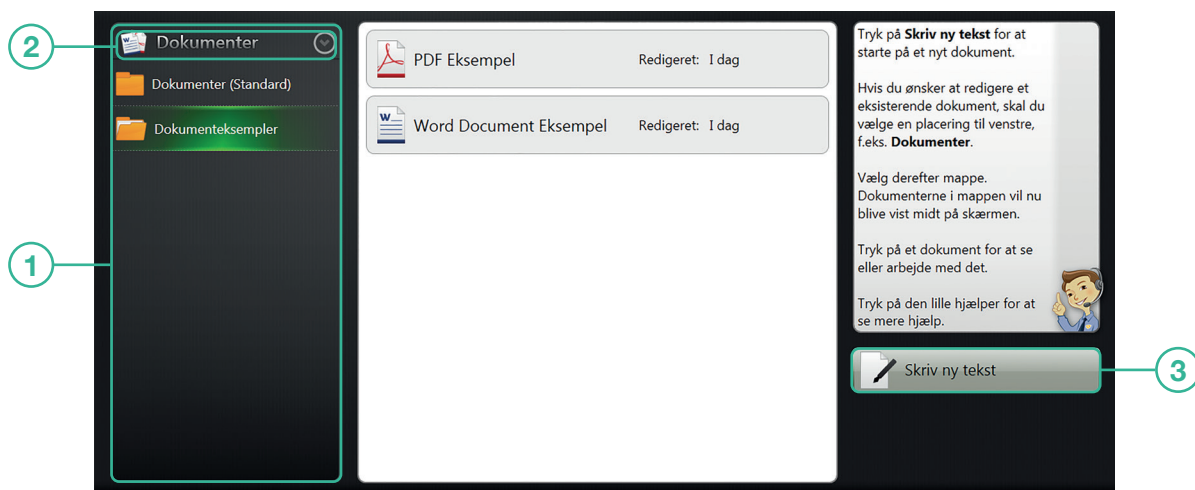 2
Dokumenter
Dokumenter (Standard)
Dokumenteksempler
1
PDF Eksempel Redigeret: I dag
Word Document Eksempel Redigeret: I dag
Tryk på Skriv ny tekst for at
starte på et nyt dokument.
Hvis du ønsker at redigere et
eksisterende dokument, skal du
vælge en placering til venstre,
f.eks. Dokumenter.
Vælg derefter mappe.
Dokumenterne i mappen vil nu
blive vist midt på skærmen.
Tryk på et dokument for at se
eller arbejde med det.
Tryk på den lille hjælper for at
se mere hjælp.
Skriv ny tekst
3